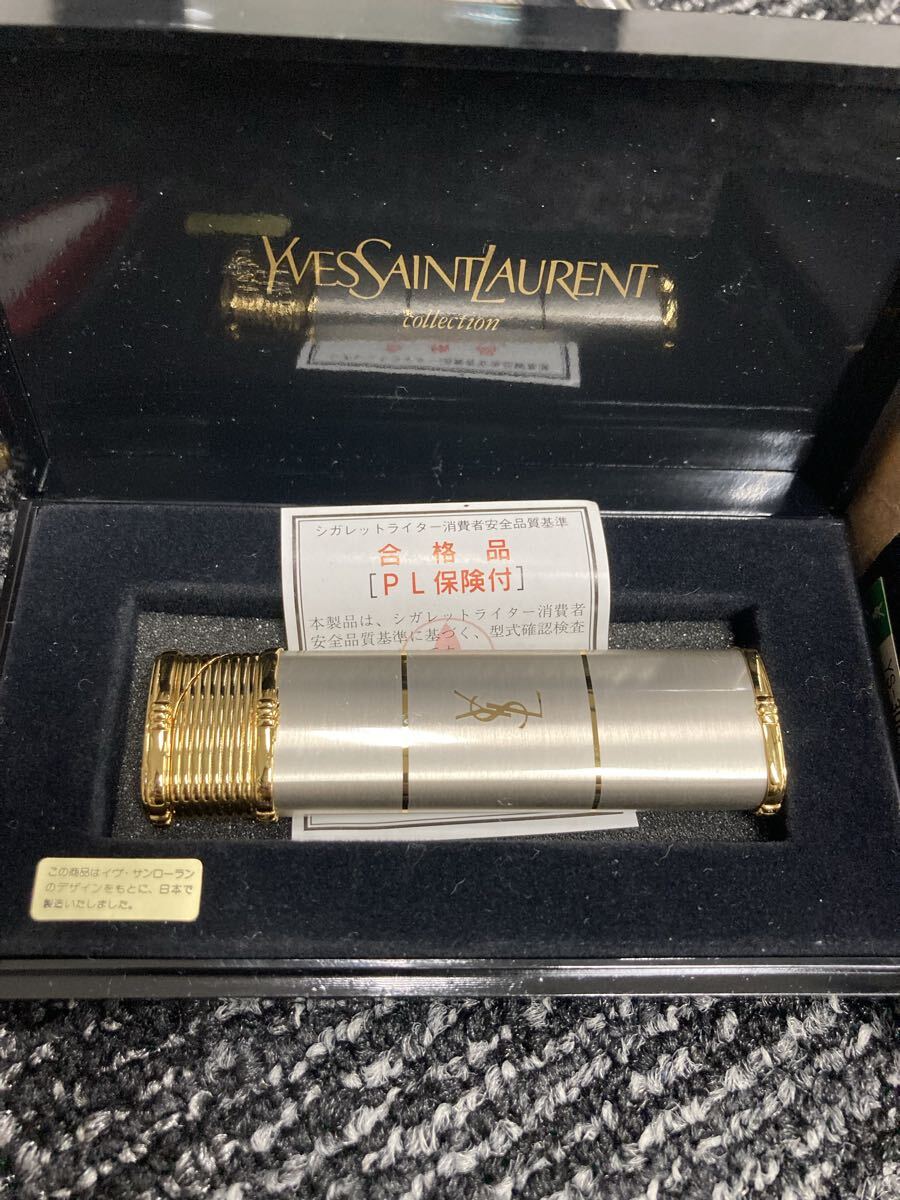 YVESSAINTLAURENT
collection
シガレットライター消費者安全品質基準
合格品
[PL保険付]
本製品は、シガレットライター消費者
安全品質基準に基づく、型式確認検査
YSL
この商品はイヴ・サンローラン
のデザインをもとに、日本で
製造いたしました。